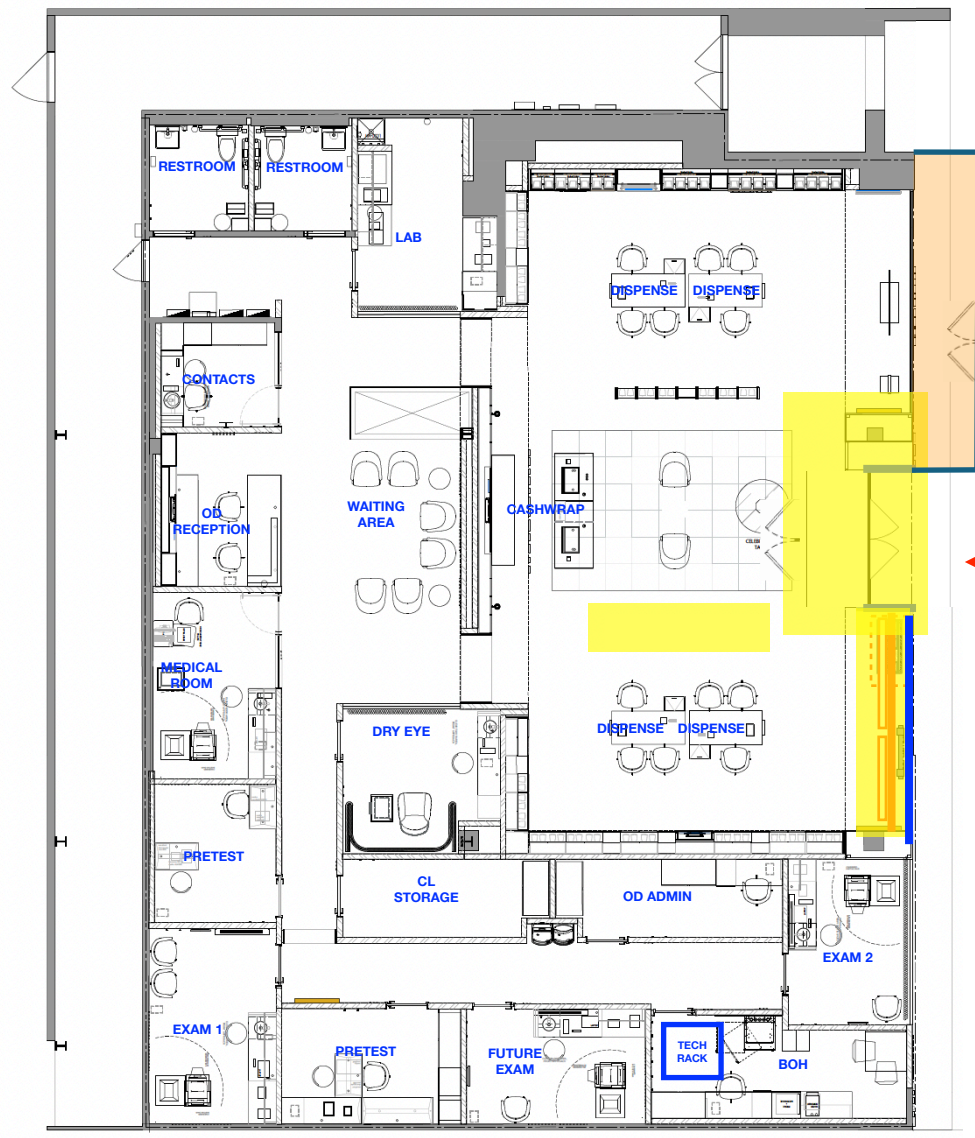 RESTROOM
RESTROOM
LAB
DISPENSE
DISPENSE
CONTACTS
WAITING
AREA
CASHWRAP
OD
RECEPTION
MEDICAL
ROOM
DRY EYE
DISPENSE
DISPENSE
PRETEST
CL
STORAGE
OD ADMIN
EXAM 2
EXAM 1
PRETEST
FUTURE
EXAM
TECH
RACK
BOH